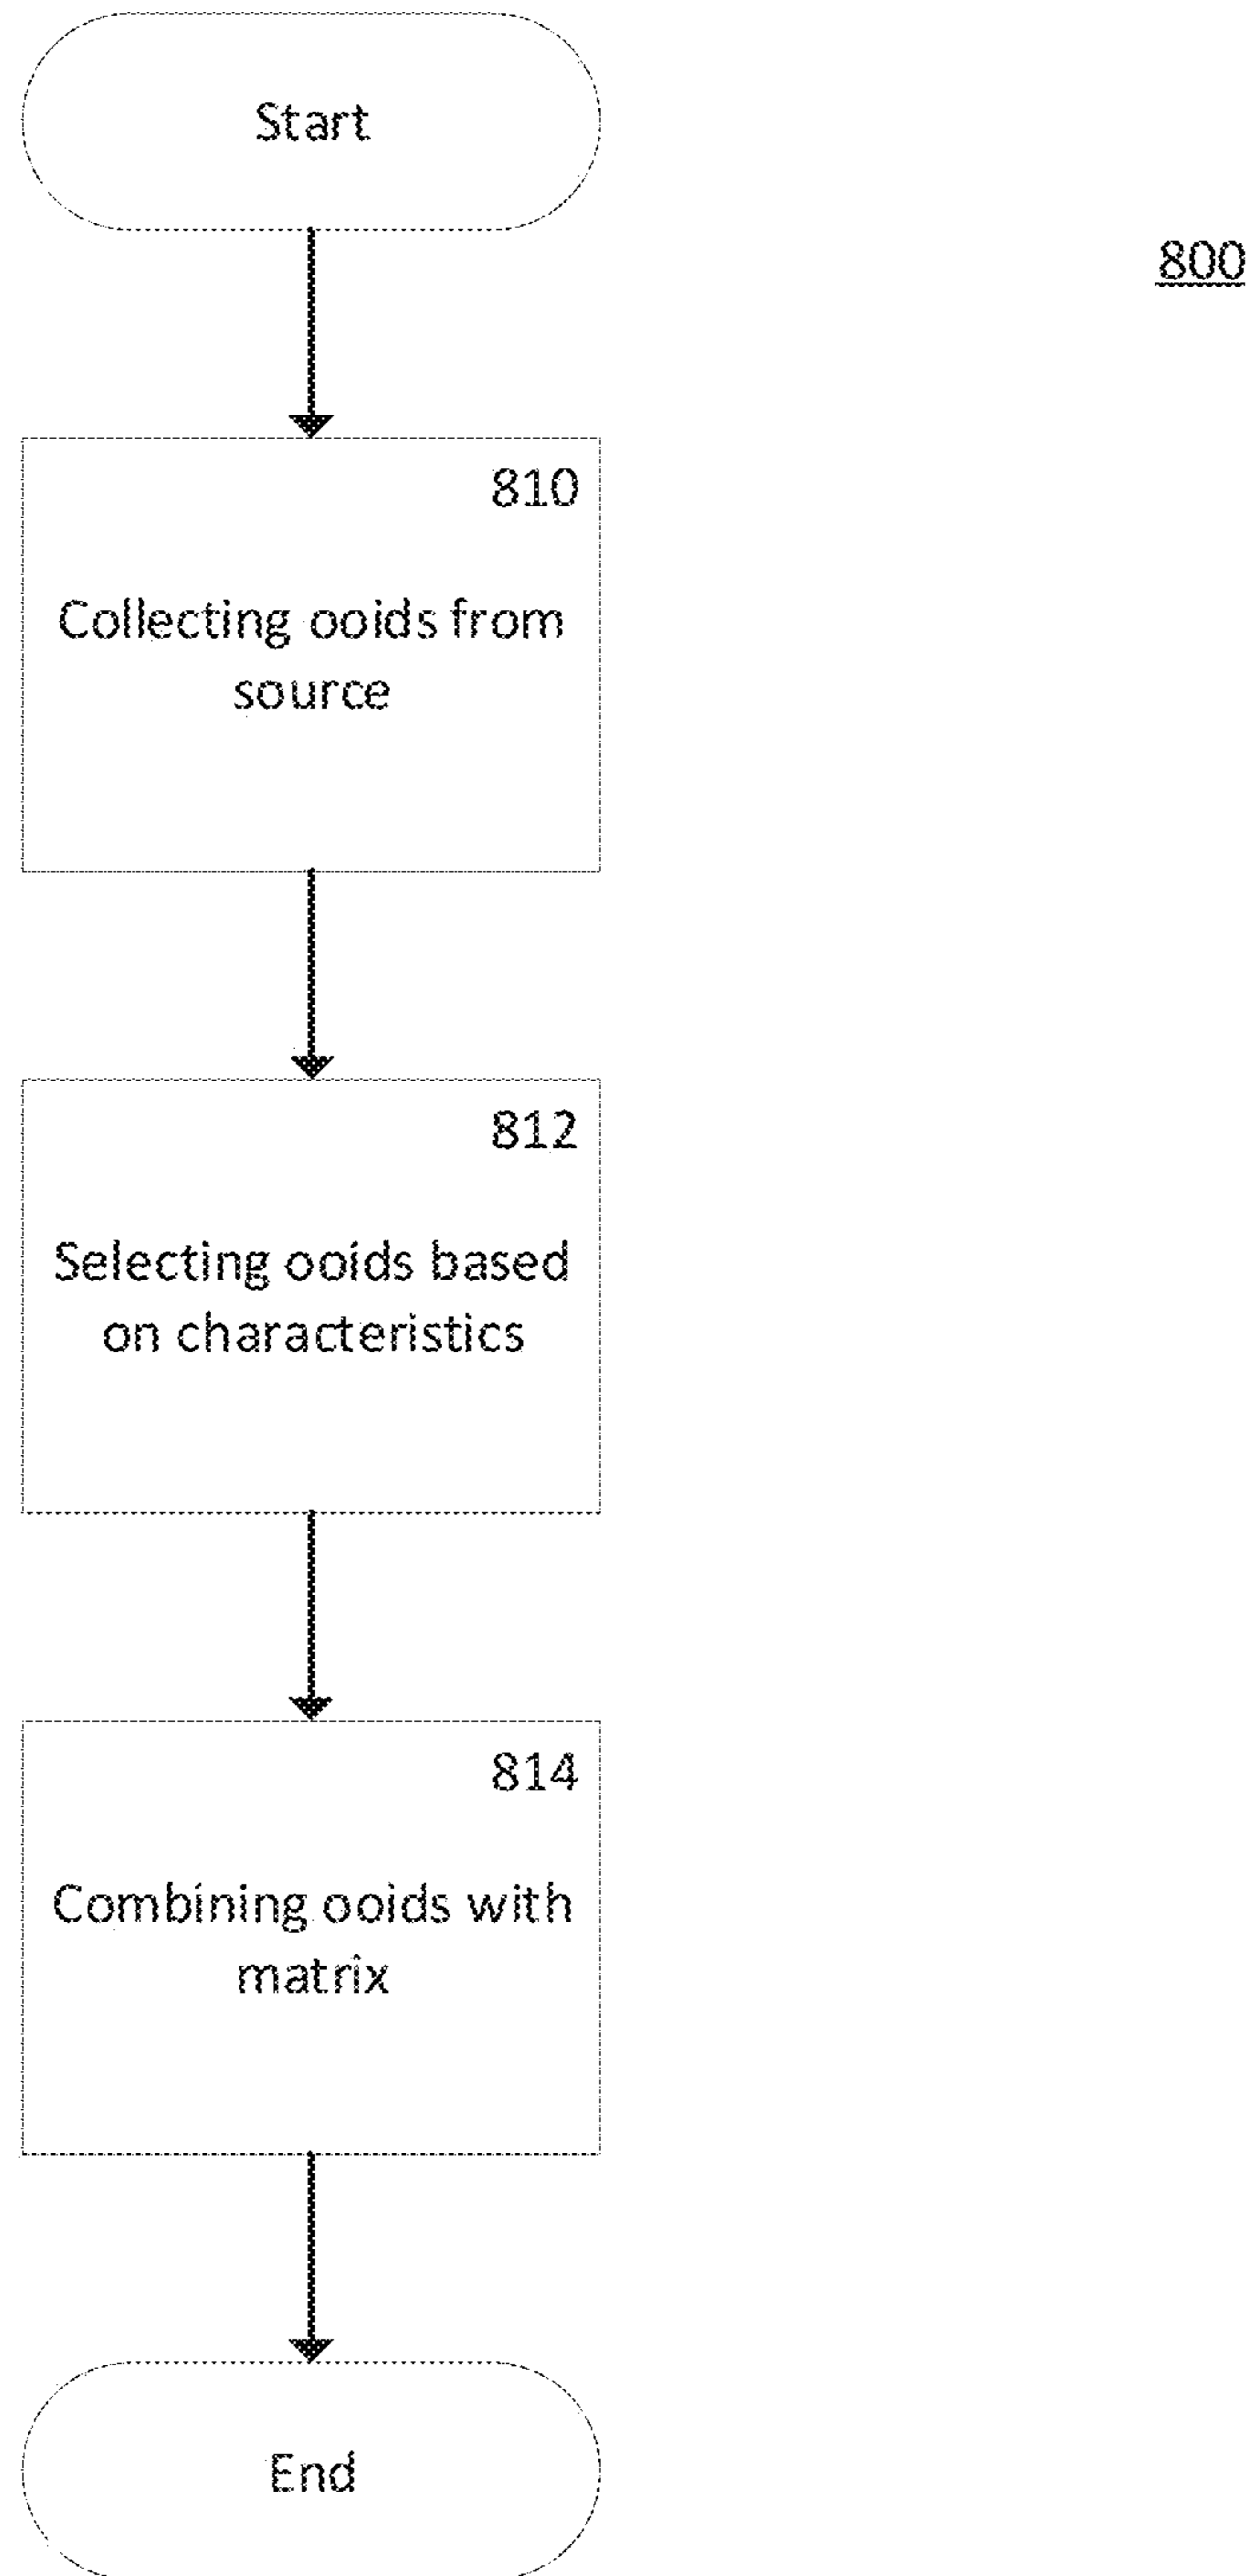 Start
800
810
Collecting ooids from
source
812
Selecting ooids based
on characteristics
814
Combining ooids with
matrix
End